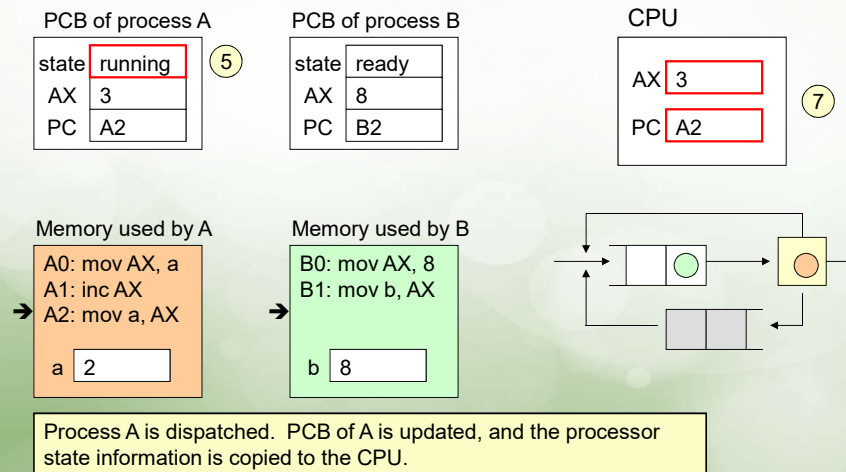 PCB of process A
state running
5
AX 3
PC A2
PCB of process B
state ready
AX 8
PC B2
CPU
AX 3
PC A2
7
Memory used by A
A0: mov AX, a
A1: inc AX
➔ A2: mov a, AX
a 2
Memory used by B
B0: mov AX, 8
B1: mov b, AX
➔
b 8
Process A is dispatched. PCB of A is updated, and the processor
state information is copied to the CPU.